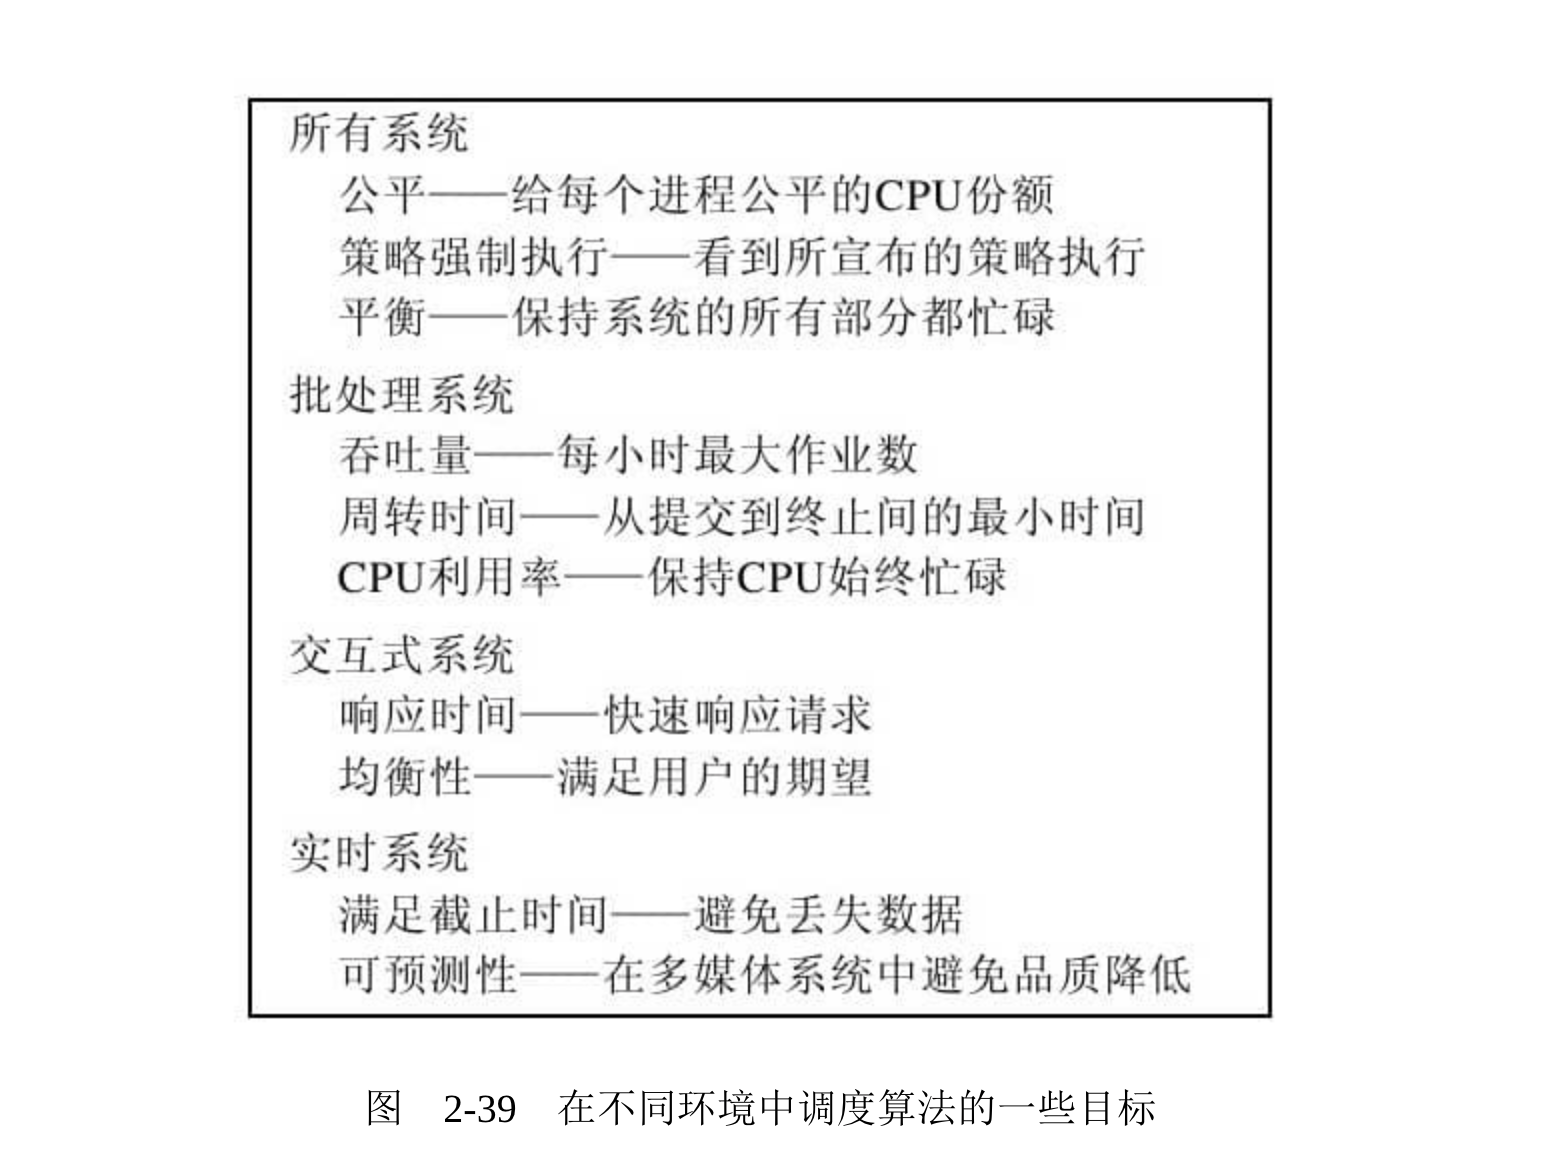 所有系统
公平——给每个进程公平的CPU份额
策略强制执行——看到所宣布的策略执行
平衡——保持系统的所有部分都忙碌
批处理系统
吞吐量——每小时最大作业数
周转时间——从提交到终止间的最小时间
CPU利用率——保持CPU始终忙碌
交互式系统
响应时间——快速响应请求
均衡性——满足用户的期望
实时系统
满足截止时间——避免丢失数据
可预测性——在多媒体系统中避免品质降低
图 2-39 在不同环境中调度算法的一些目标